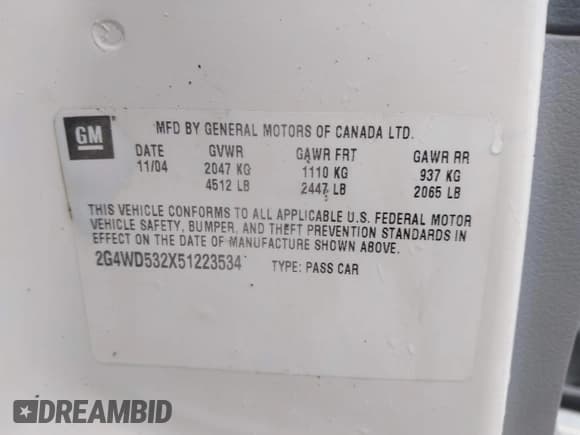 GM
MFD BY GENERAL MOTORS OF CANADA LTD.
DATE GVWR GAWR FRT GAWR RR
11/04 2047 KG 1110 KG 937 KG
4512 LB 2447 LB 2065 LB
THIS VEHICLE CONFORMS TO ALL APPLICABLE U.S. FEDERAL MOTOR
VEHICLE SAFETY, BUMPER, AND THEFT PREVENTION STANDARDS IN
EFFECT ON THE DATE OF MANUFACTURE SHOWN ABOVE.
2G4WD532X51223534 TYPE: PASS CAR
DREAMBID